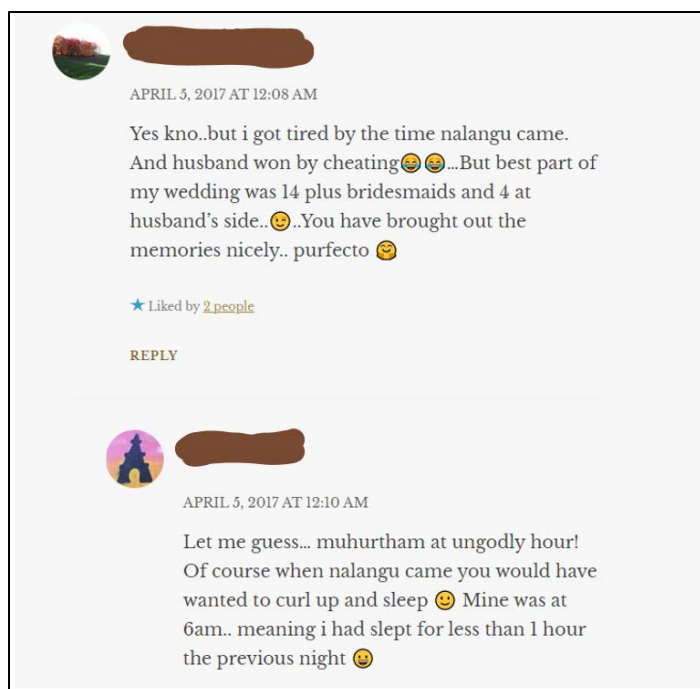 APRIL 5, 2017 AT 12:08 AM
Yes kno..but i got tired by the time nalangu came.
And husband won by cheating😂😂...But best part of
my wedding was 14 plus bridesmaids and 4 at
husband’s side..😉..You have brought out the
memories nicely.. purfecto 🤗
★ Liked by 2 people
REPLY
APRIL 5, 2017 AT 12:10 AM
Let me guess… muhurtham at ungodly hour!
Of course when nalangu came you would have
wanted to curl up and sleep 🙂 Mine was at
6am.. meaning i had slept for less than 1 hour
the previous night 😀